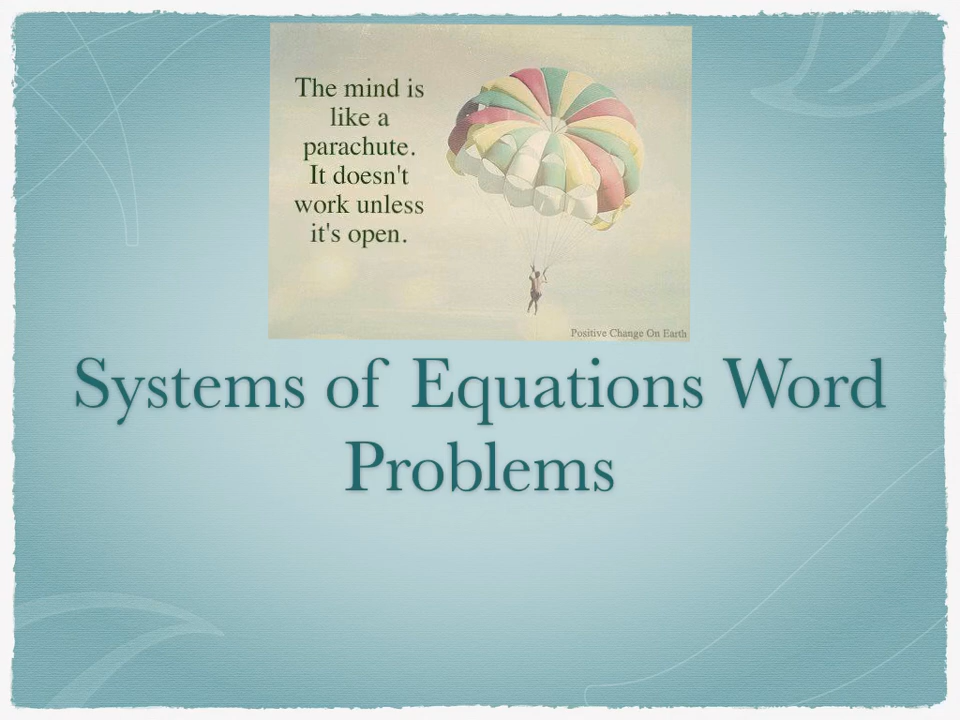 The mind is
like a
parachute.
It doesn't
work unless
it's open.
Positive Change On Earth
Systems of Equations Word
Problems